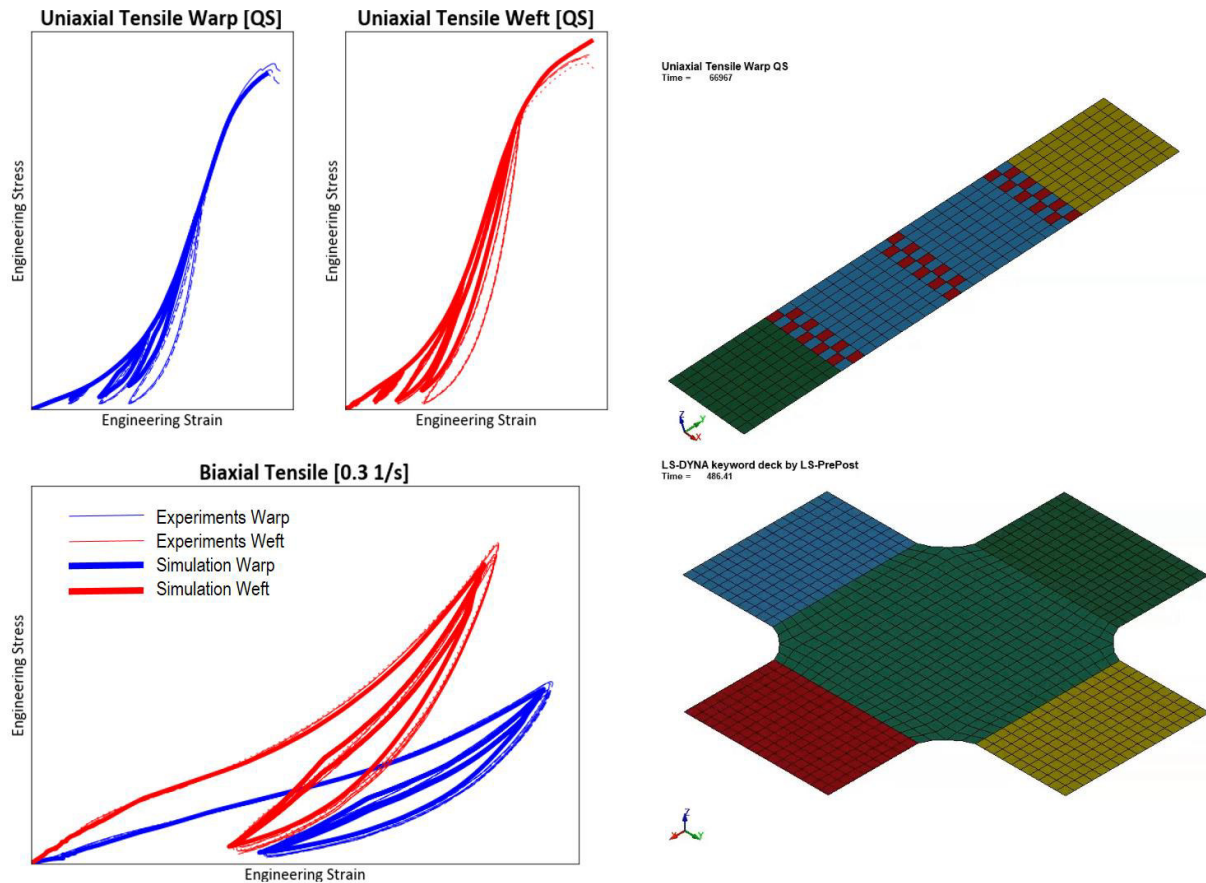 Uniaxial Tensile Warp [QS]
Engineering Stress
Engineering Strain
Uniaxial Tensile Weft [QS]
Engineering Stress
Engineering Strain
Uniaxial Tensile Warp QS
Time = 66967
Z
Y
X
Biaxial Tensile [0.3 1/s]
Experiments Warp
Experiments Weft
Simulation Warp
Simulation Weft
Engineering Stress
Engineering Strain
LS-DYNA keyword deck by LS-PrePost
Time = 486.41
Z
X
Y